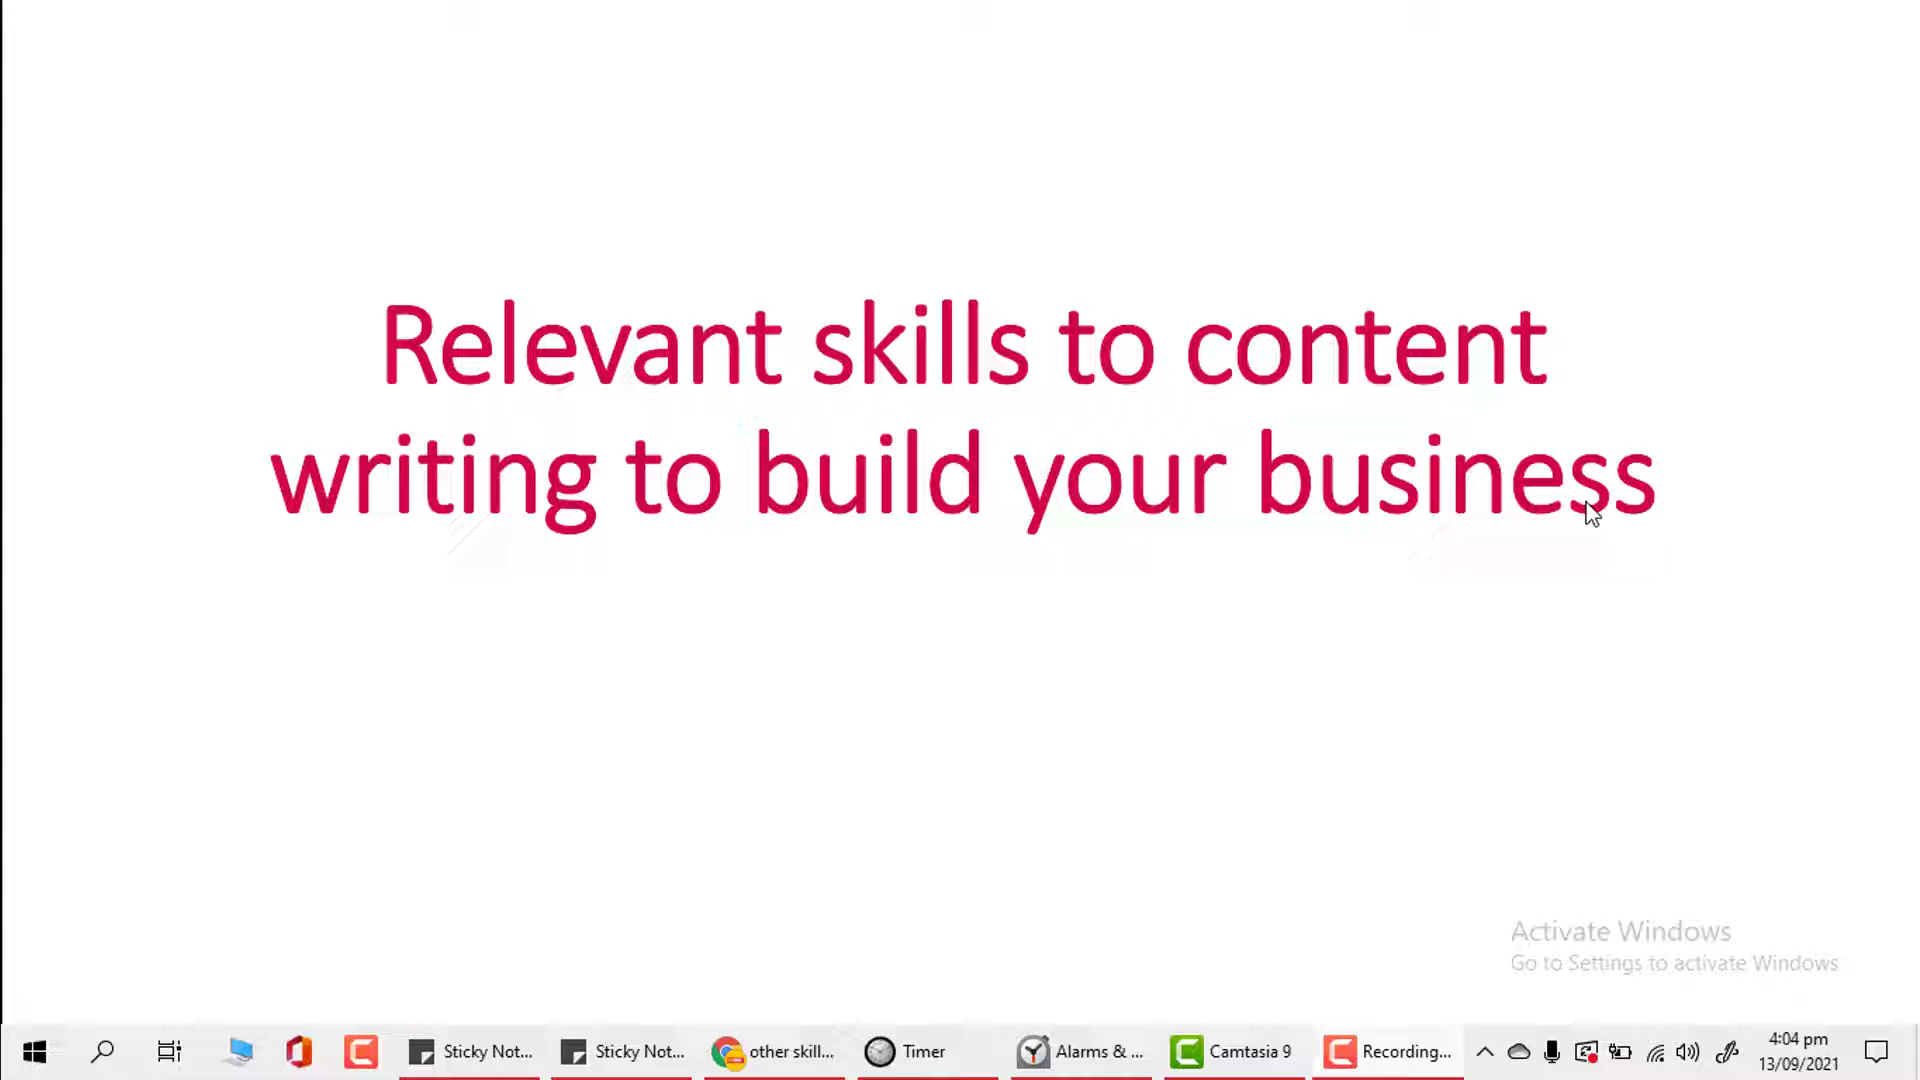 Relevant skills to content
writing to build your business
Activate Windows
Go to Settings to activate Windows
Sticky Not... Sticky Not... other skill... Timer Alarms & ... Camtasia 9 Recording... 4:04 pm
13/09/2021